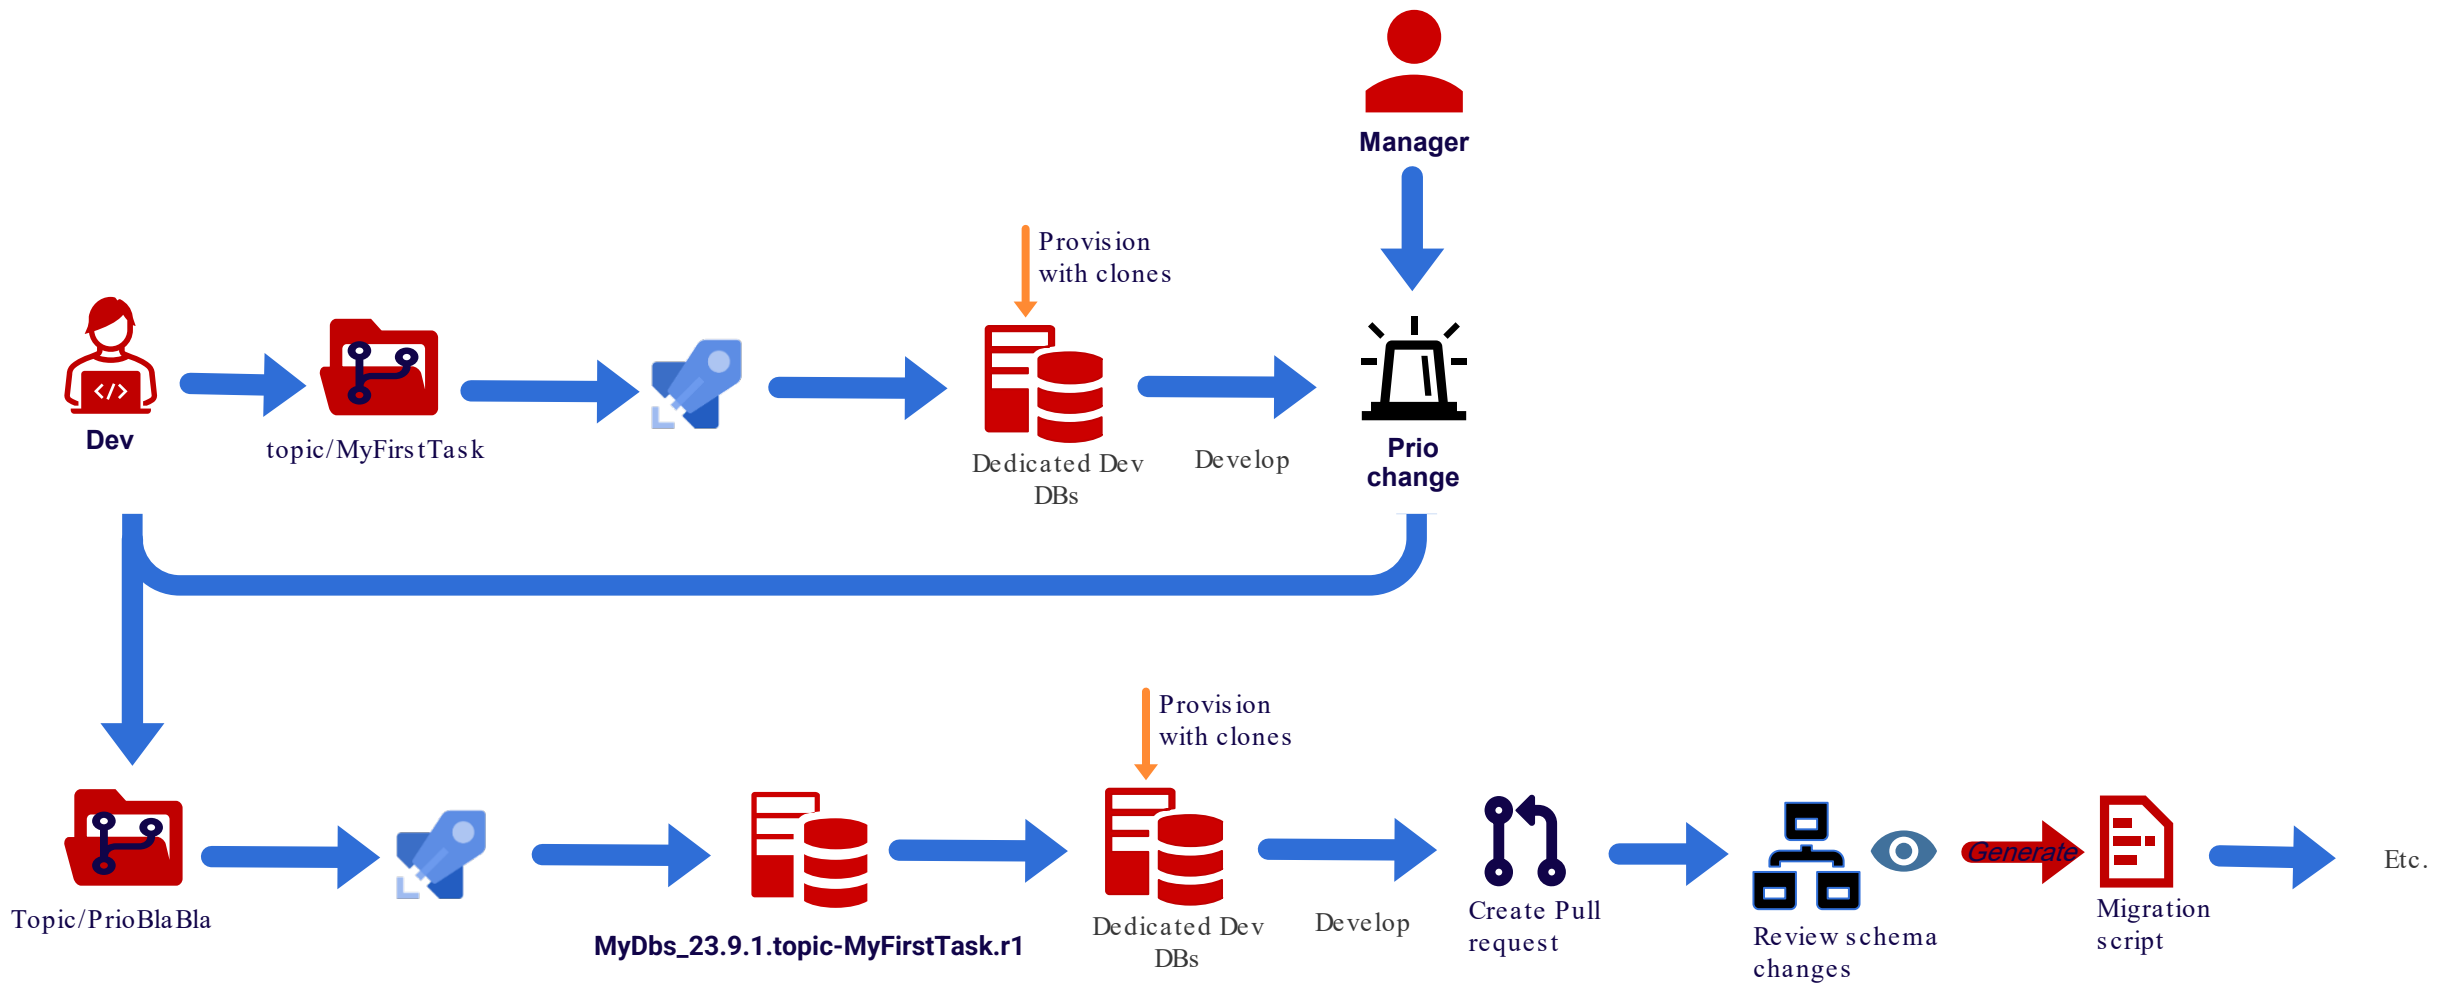 Manager
Provision
with clones
Dev
topic/MyFirstTask
Dedicated Dev
DBs
Develop
Prio
change
Provision
with clones
Topic/PrioBlaBla
MyDbs_23.9.1.topic-MyFirstTask.r1
Dedicated Dev
DBs
Develop
Create Pull
request
Review schema
changes
Generate
Migration
script
Etc.